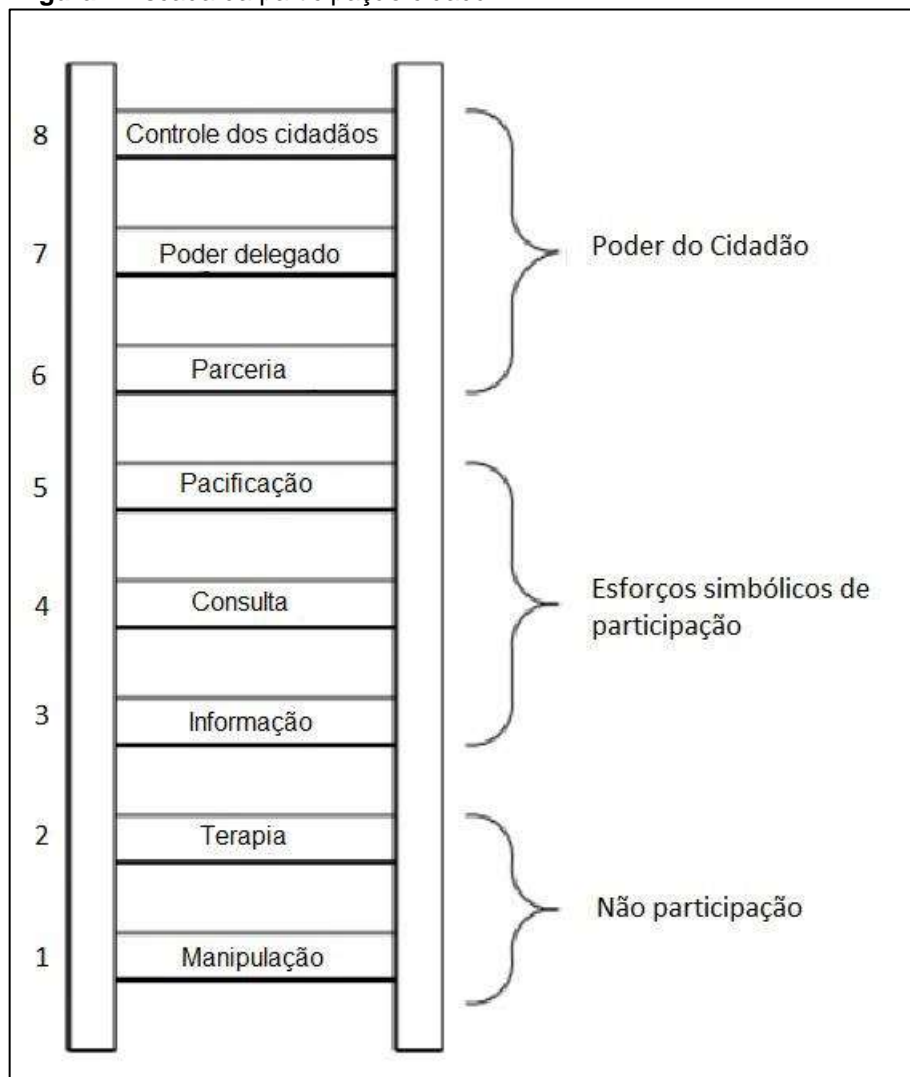 8 Controle dos cidadãos
7 Poder delegado
Poder do Cidadão
6 Parceria
5 Pacificação
4 Consulta
Esforços simbólicos de
participação
3 Informação
2 Terapia
Não participação
1 Manipulação